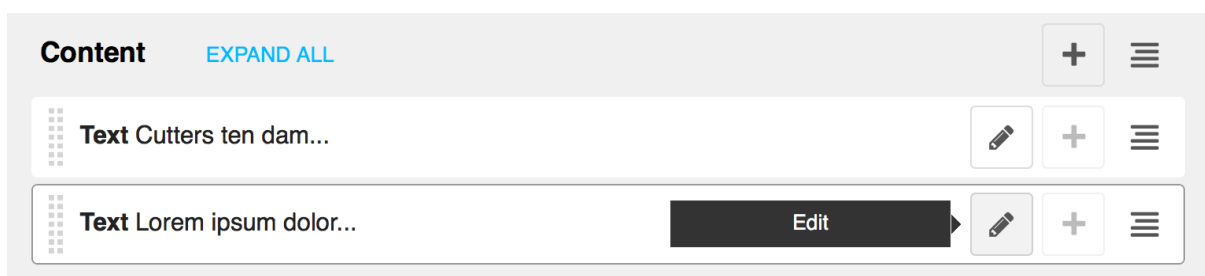 Content EXPAND ALL
Text Cutters ten dam...
Text Lorem ipsum dolor... Edit